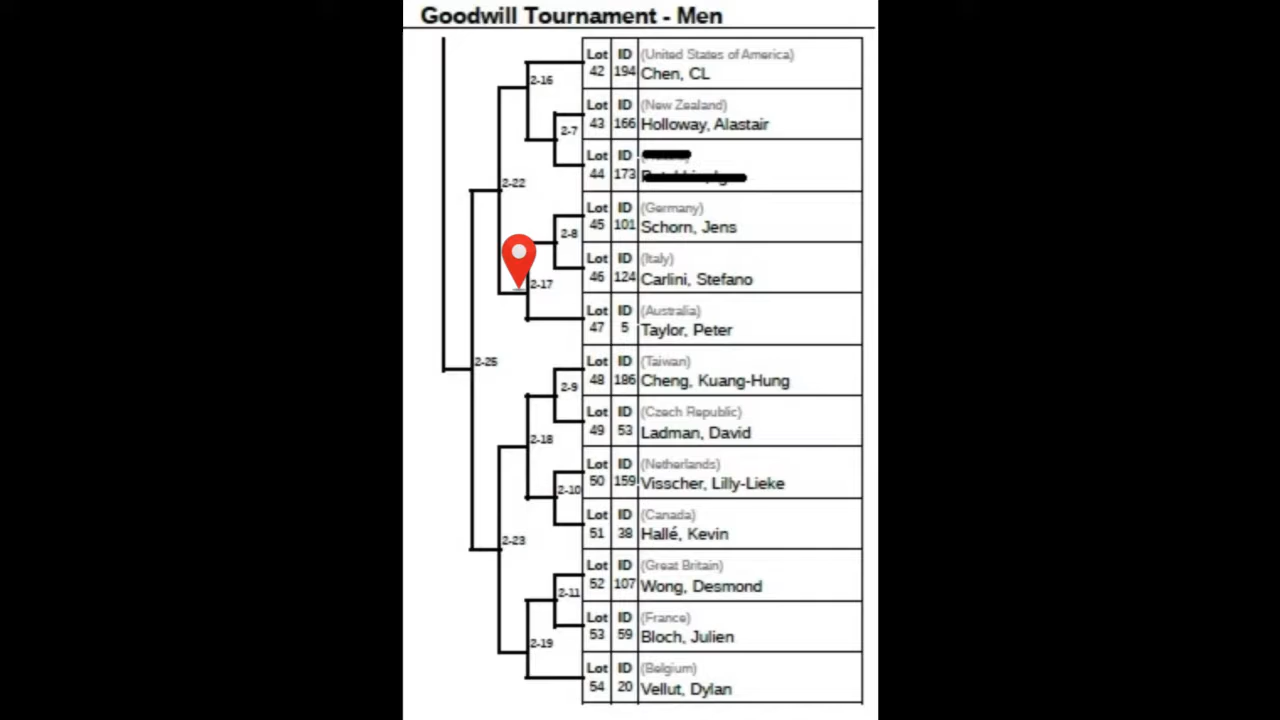 Goodwill Tournament - Men
Lot ID (United States of America)
42 194 Chen, CL
2-16
Lot ID (New Zealand)
43 166 Holloway, Alastair
2-7
Lot ID
44 173
2-22
Lot ID (Germany)
45 101 Schorn, Jens
2-8
Lot ID (Italy)
46 124 Carlini, Stefano
2-17
Lot ID (Australia)
47 5 Taylor, Peter
2-25
Lot ID (Taiwan)
48 186 Cheng, Kuang-Hung
2-9
Lot ID (Czech Republic)
49 53 Ladman, David
2-18
Lot ID (Netherlands)
50 159 Visscher, Lilly-Lieke
2-10
Lot ID (Canada)
51 38 Hallé, Kevin
2-23
Lot ID (Great Britain)
52 107 Wong, Desmond
2-11
Lot ID (France)
53 59 Bloch, Julien
2-19
Lot ID (Belgium)
54 20 Vellut, Dylan